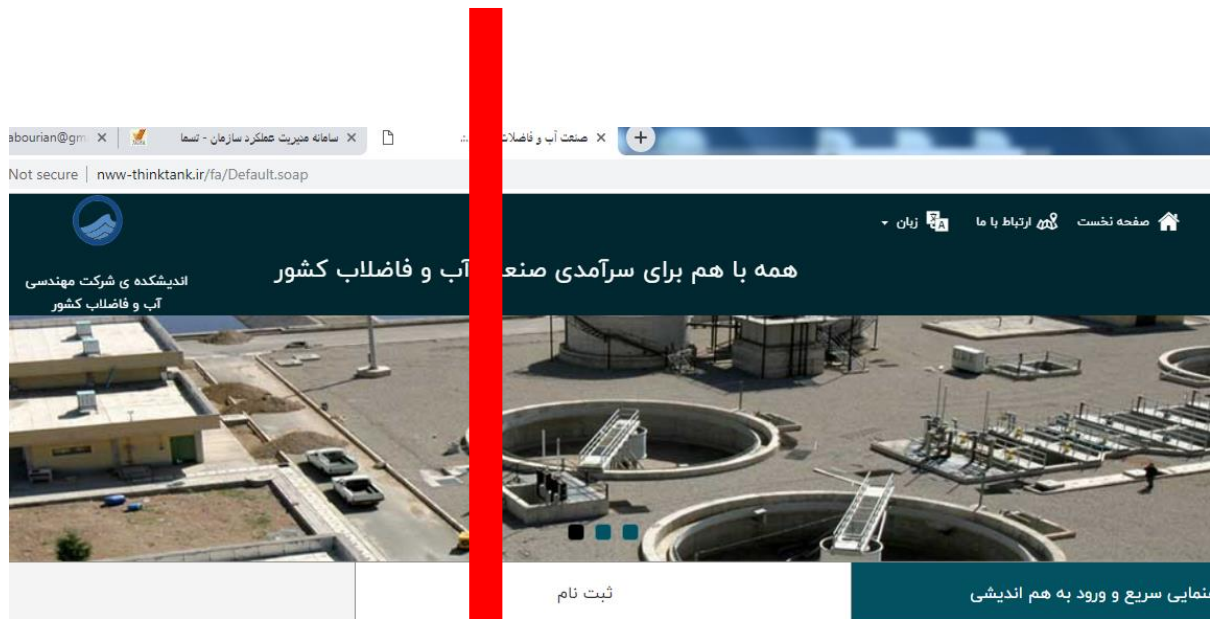 abourian@gm
سامانه مدیریت عملکرد سازمان - تسما
صنعت آب و فاضلاب
Not secure | nww-thinktank.ir/fa/Default.soap
صفحه نخست
ارتباط با ما
زبان
همه با هم برای سرآمدی صنعت آب و فاضلاب کشور
اندیشکده ی شرکت مهندسی
آب و فاضلاب کشور
نمایی سریع و ورود به هم اندیشی
ثبت نام